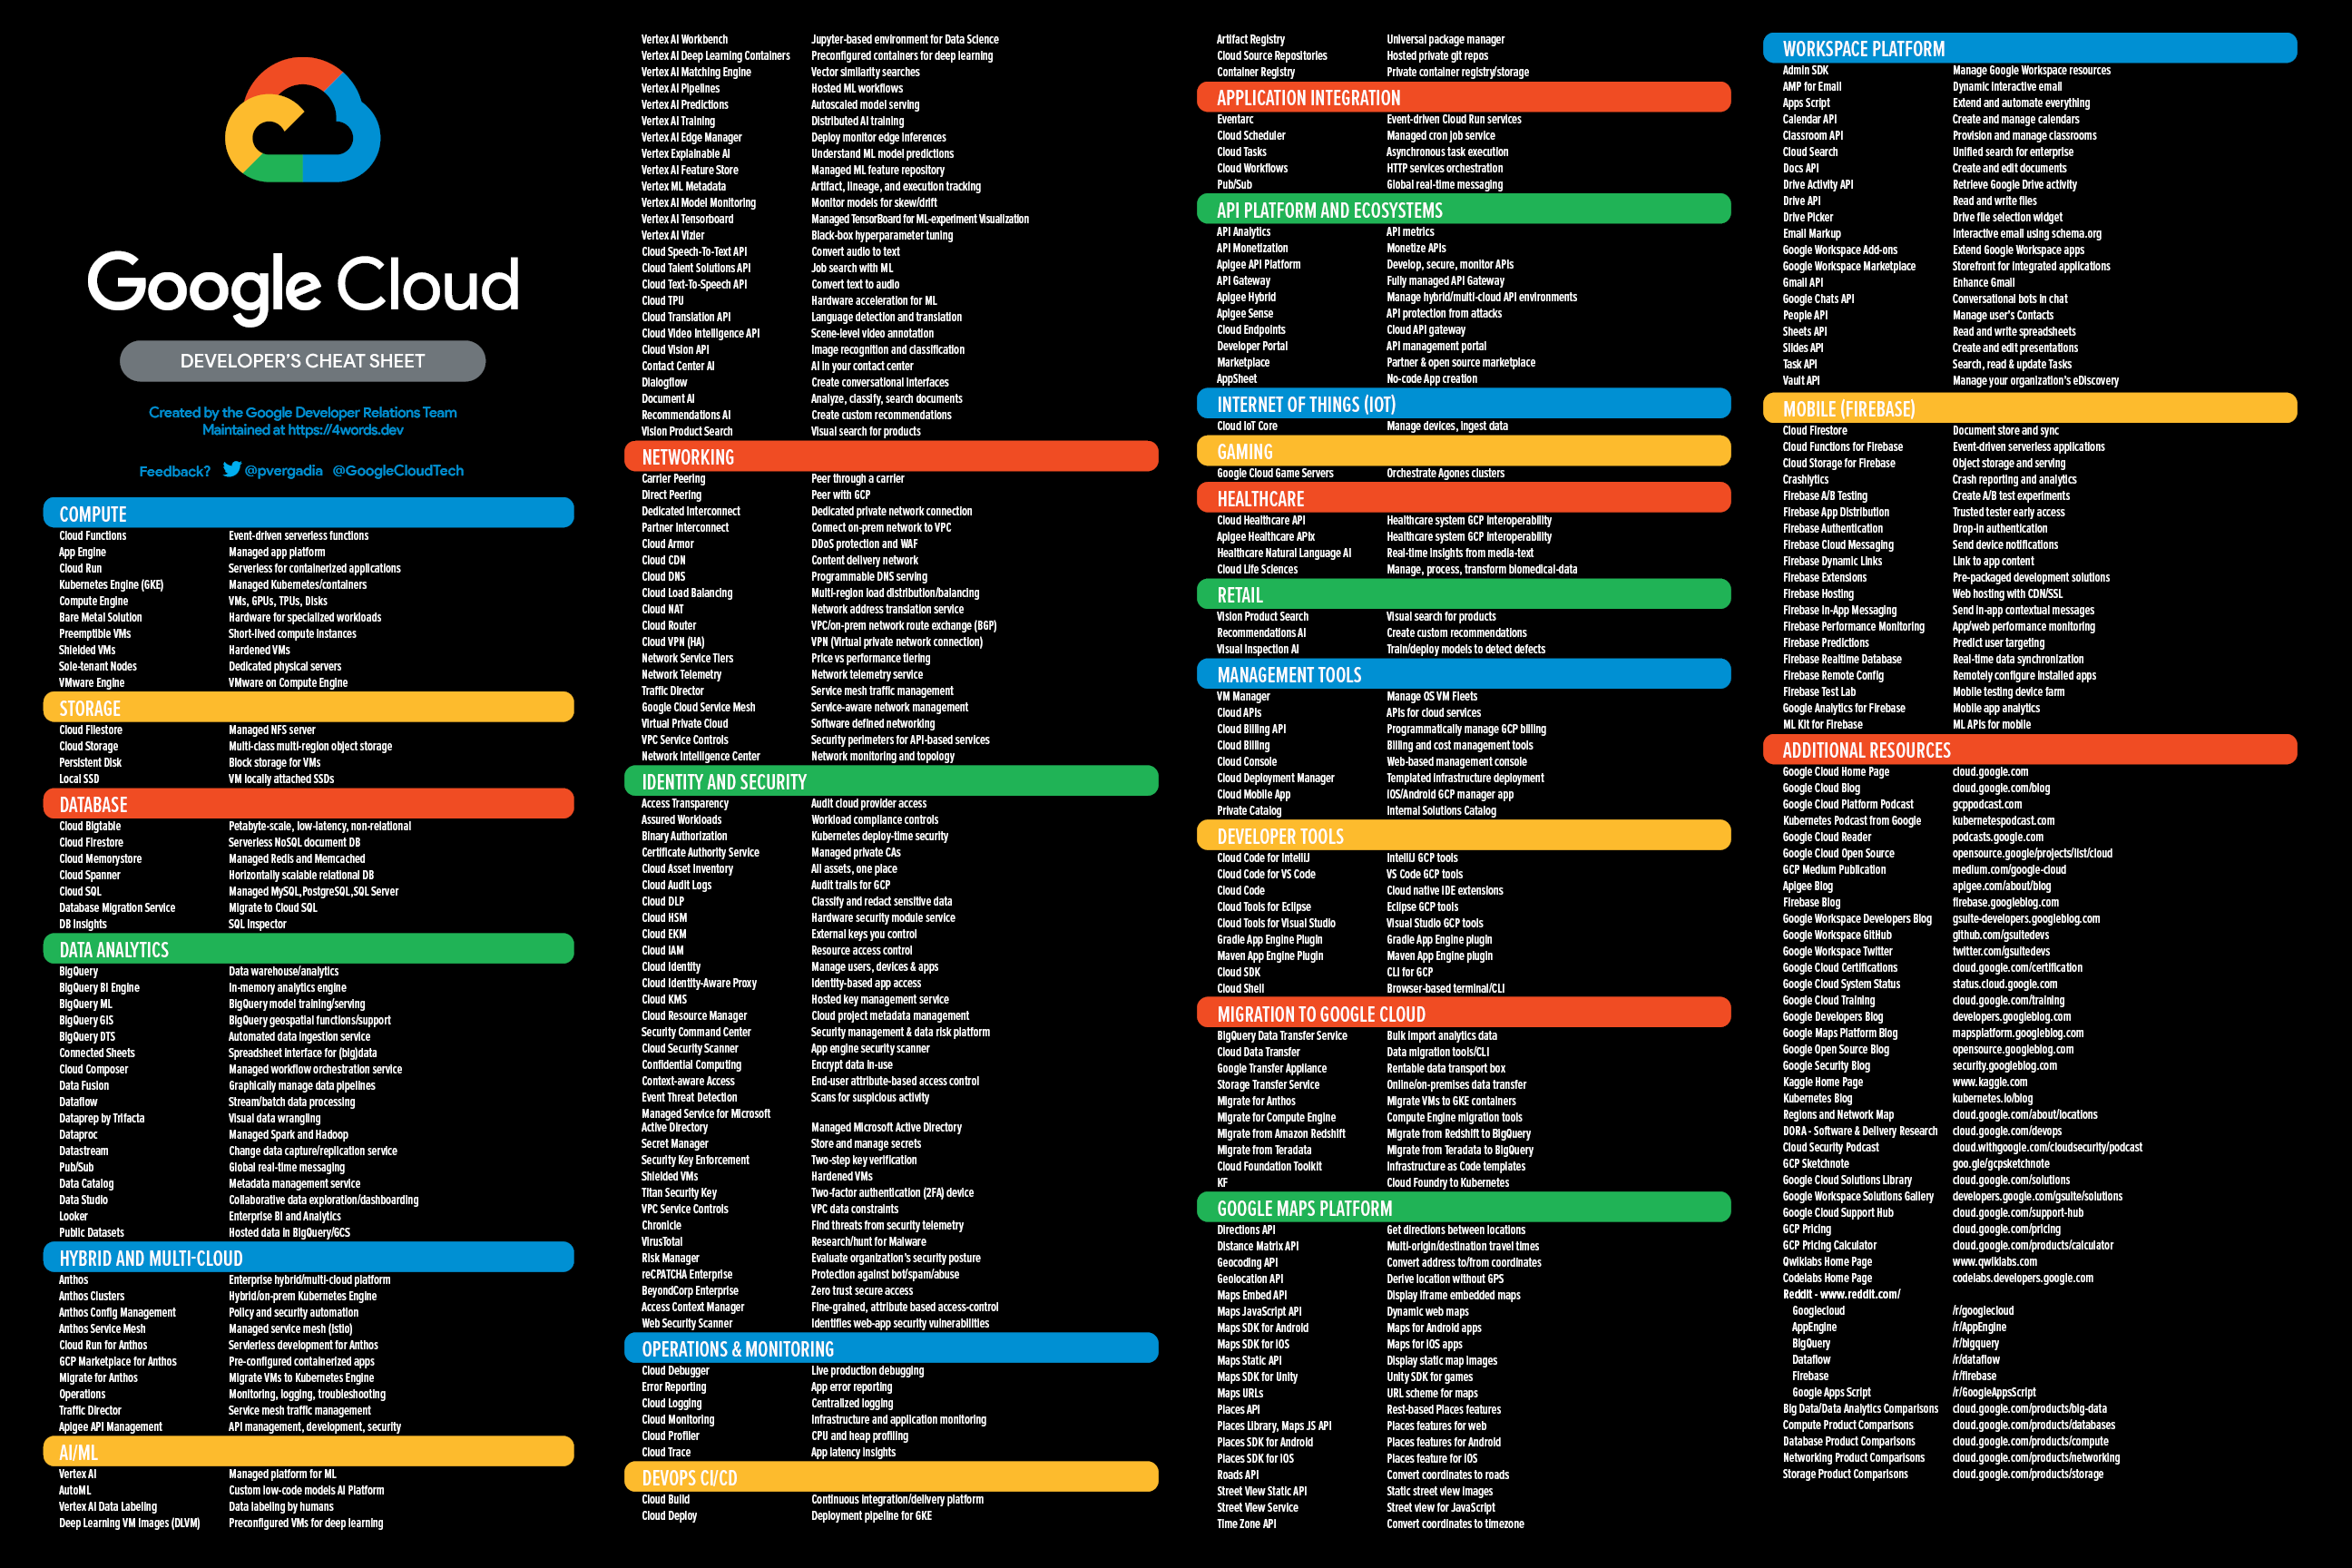 Google Cloud
DEVELOPER'S CHEAT SHEET
Created by the Google Developer Relations Team
Maintained at https://4words.dev
Feedback? @pvergadia @GoogleCloudTech
COMPUTE
Cloud Functions Event-driven serverless functions
App Engine Managed app platform
Cloud Run Serverless for containerized applications
Kubernetes Engine (GKE) Managed Kubernetes/containers
Compute Engine VMs, GPUs, TPUs, Disks
Bare Metal Solution Hardware for specialized workloads
Preemptible VMs Short-lived compute instances
Shielded VMs Hardened VMs
Sole-tenant Nodes Dedicated physical servers
VMware Engine VMware on Compute Engine
STORAGE
Cloud Filestore Managed NFS server
Cloud Storage Multi-class multi-region object storage
Persistent Disk Block storage for VMs
Local SSD VM locally attached SSDs
DATABASE
Cloud Bigtable Petabyte-scale, low-latency, non-relational
Cloud Firestore Serverless NoSQL document DB
Cloud Memorystore Managed Redis and Memcached
Cloud Spanner Horizontally scalable relational DB
Cloud SQL Managed MySQL,PostgreSQL,SQL Server
Database Migration Service Migrate to Cloud SQL
DB Insights SQL Inspector
DATA ANALYTICS
BigQuery Data warehouse/analytics
BigQuery BI Engine In-memory analytics engine
BigQuery ML BigQuery model training/serving
BigQuery GIS BigQuery geospatial functions/support
BigQuery DTS Automated data ingestion service
Connected Sheets Spreadsheet interface for (big)data
Cloud Composer Managed workflow orchestration service
Data Fusion Graphically manage data pipelines
Dataflow Stream/batch data processing
Dataprep by Trifacta Visual data wrangling
Dataproc Managed Spark and Hadoop
Datastream Change data capture/replication service
Pub/Sub Global real-time messaging
Data Catalog Metadata management service
Data Studio Collaborative data exploration/dashboarding
Looker Enterprise BI and Analytics
Public Datasets Hosted data in BigQuery/GCS
HYBRID AND MULTI-CLOUD
Anthos Enterprise hybrid/multi-cloud platform
Anthos Clusters Hybrid/on-prem Kubernetes Engine
Anthos Config Management Policy and security automation
Anthos Service Mesh Managed service mesh (Istio)
Cloud Run for Anthos Serverless development for Anthos
GCP Marketplace for Anthos Pre-configured containerized apps
Migrate for Anthos Migrate VMs to Kubernetes Engine
Operations Monitoring, logging, troubleshooting
Traffic Director Service mesh traffic management
Apigee API Management API management, development, security
AI/ML
Vertex AI Managed platform for ML
AutoML Custom low-code models AI Platform
Vertex AI Data Labeling Data labeling by humans
Deep Learning VM Images (DLVM) Preconfigured VMs for deep learning
Vertex AI Workbench Jupyter-based environment for Data Science
Vertex AI Deep Learning Containers Preconfigured containers for deep learning
Vertex AI Matching Engine Vector similarity searches
Vertex AI Pipelines Hosted ML workflows
Vertex AI Predictions Autoscaled model serving
Vertex AI Training Distributed AI training
Vertex AI Edge Manager Deploy monitor edge inferences
Vertex Explainable AI Understand ML model predictions
Vertex AI Feature Store Managed ML feature repository
Vertex ML Metadata Artifact, lineage, and execution tracking
Vertex AI Model Monitoring Monitor models for skew/drift
Vertex AI Tensorboard Managed TensorBoard for ML-experiment Visualization
Vertex AI Vizier Black-box hyperparameter tuning
Cloud Speech-To-Text API Convert audio to text
Cloud Talent Solutions API Job search with ML
Cloud Text-To-Speech API Convert text to audio
Cloud TPU Hardware acceleration for ML
Cloud Translation API Language detection and translation
Cloud Video Intelligence API Scene-level video annotation
Cloud Vision API Image recognition and classification
Contact Center AI AI in your contact center
Dialogflow Create conversational interfaces
Document AI Analyze, classify, search documents
Recommendations AI Create custom recommendations
Vision Product Search Visual search for products
NETWORKING
Carrier Peering Peer through a carrier
Direct Peering Peer with GCP
Dedicated Interconnect Dedicated private network connection
Partner Interconnect Connect on-prem network to VPC
Cloud Armor DDoS protection and WAF
Cloud CDN Content delivery network
Cloud DNS Programmable DNS serving
Cloud Load Balancing Multi-region load distribution/balancing
Cloud NAT Network address translation service
Cloud Router VPC/on-prem network route exchange (BGP)
Cloud VPN (HA) VPN (Virtual private network connection)
Network Service Tiers Price vs performance tiering
Network Telemetry Network telemetry service
Traffic Director Service mesh traffic management
Google Cloud Service Mesh Service-aware network management
Virtual Private Cloud Software defined networking
VPC Service Controls Security perimeters for API-based services
Network Intelligence Center Network monitoring and topology
IDENTITY AND SECURITY
Access Transparency Audit cloud provider access
Assured Workloads Workload compliance controls
Binary Authorization Kubernetes deploy-time security
Certificate Authority Service Managed private CAs
Cloud Asset Inventory All assets, one place
Cloud Audit Logs Audit trails for GCP
Cloud DLP Classify and redact sensitive data
Cloud HSM Hardware security module service
Cloud EKM External keys you control
Cloud IAM Resource access control
Cloud Identity Manage users, devices & apps
Cloud Identity-Aware Proxy Identity-based app access
Cloud KMS Hosted key management service
Cloud Resource Manager Cloud project metadata management
Security Command Center Security management & data risk platform
Cloud Security Scanner App engine security scanner
Confidential Computing Encrypt data in-use
Context-aware Access End-user attribute-based access control
Event Threat Detection Scans for suspicious activity
Managed Service for Microsoft
Active Directory Managed Microsoft Active Directory
Secret Manager Store and manage secrets
Security Key Enforcement Two-step key verification
Shielded VMs Hardened VMs
Titan Security Key Two-factor authentication (2FA) device
VPC Service Controls VPC data constraints
Chronicle Find threats from security telemetry
VirusTotal Research/hunt for Malware
Risk Manager Evaluate organization's security posture
reCPATCHA Enterprise Protection against bot/spam/abuse
BeyondCorp Enterprise Zero trust secure access
Access Context Manager Fine-grained, attribute based access-control
Web Security Scanner Identifies web-app security vulnerabilities
OPERATIONS & MONITORING
Cloud Debugger Live production debugging
Error Reporting App error reporting
Cloud Logging Centralized logging
Cloud Monitoring Infrastructure and application monitoring
Cloud Profiler CPU and heap profiling
Cloud Trace App latency insights
DEVOPS CI/CD
Cloud Build Continuous integration/delivery platform
Cloud Deploy Deployment pipeline for GKE
Artifact Registry Universal package manager
Cloud Source Repositories Hosted private git repos
Container Registry Private container registry/storage
APPLICATION INTEGRATION
Eventarc Event-driven Cloud Run services
Cloud Scheduler Managed cron job service
Cloud Tasks Asynchronous task execution
Cloud Workflows HTTP services orchestration
Pub/Sub Global real-time messaging
API PLATFORM AND ECOSYSTEMS
API Analytics API metrics
API Monetization Monetize APIs
Apigee API Platform Develop, secure, monitor APIs
API Gateway Fully managed API Gateway
Apigee Hybrid Manage hybrid/multi-cloud API environments
Apigee Sense API protection from attacks
Cloud Endpoints Cloud API gateway
Developer Portal API management portal
Marketplace Partner & open source marketplace
AppSheet No-code App creation
INTERNET OF THINGS (IOT)
Cloud IoT Core Manage devices, ingest data
GAMING
Google Cloud Game Servers Orchestrate Agones clusters
HEALTHCARE
Cloud Healthcare API Healthcare system GCP interoperability
Apigee Healthcare APIx Healthcare system GCP interoperability
Healthcare Natural Language AI Real-time insights from media-text
Cloud Life Sciences Manage, process, transform biomedical-data
RETAIL
Vision Product Search Visual search for products
Recommendations AI Create custom recommendations
Visual Inspection AI Train/deploy models to detect defects
MANAGEMENT TOOLS
VM Manager Manage OS VM Fleets
Cloud APIs APIs for cloud services
Cloud Billing API Programmatically manage GCP billing
Cloud Billing Billing and cost management tools
Cloud Console Web-based management console
Cloud Deployment Manager Templated infrastructure deployment
Cloud Mobile App iOS/Android GCP manager app
Private Catalog Internal Solutions Catalog
DEVELOPER TOOLS
Cloud Code for IntelliJ IntelliJ GCP tools
Cloud Code for VS Code VS Code GCP tools
Cloud Code Cloud native IDE extensions
Cloud Tools for Eclipse Eclipse GCP tools
Cloud Tools for Visual Studio Visual Studio GCP tools
Gradle App Engine Plugin Gradle App Engine plugin
Maven App Engine Plugin Maven App Engine plugin
Cloud SDK CLI for GCP
Cloud Shell Browser-based terminal/CLI
MIGRATION TO GOOGLE CLOUD
BigQuery Data Transfer Service Bulk import analytics data
Cloud Data Transfer Data migration tools/CLI
Google Transfer Appliance Rentable data transport box
Storage Transfer Service Online/on-premises data transfer
Migrate for Anthos Migrate VMs to GKE containers
Migrate for Compute Engine Compute Engine migration tools
Migrate from Amazon Redshift Migrate from Redshift to BigQuery
Migrate from Teradata Migrate from Teradata to BigQuery
Cloud Foundation Toolkit Infrastructure as Code templates
KF Cloud Foundry to Kubernetes
GOOGLE MAPS PLATFORM
Directions API Get directions between locations
Distance Matrix API Multi-origin/destination travel times
Geocoding API Convert address to/from coordinates
Geolocation API Derive location without GPS
Maps Embed API Display iframe embedded maps
Maps JavaScript API Dynamic web maps
Maps SDK for Android Maps for Android apps
Maps SDK for iOS Maps for iOS apps
Maps Static API Display static map images
Maps SDK for Unity Unity SDK for games
Maps URLs URL scheme for maps
Places API Rest-based Places features
Places Library, Maps JS API Places features for web
Places SDK for Android Places features for Android
Places SDK for iOS Places feature for iOS
Roads API Convert coordinates to roads
Street View Static API Static street view images
Street View Service Street view for JavaScript
Time Zone API Convert coordinates to timezone
WORKSPACE PLATFORM
Admin SDK Manage Google Workspace resources
AMP for Email Dynamic interactive email
Apps Script Extend and automate everything
Calendar API Create and manage calendars
Classroom API Provision and manage classrooms
Cloud Search Unified search for enterprise
Docs API Create and edit documents
Drive Activity API Retrieve Google Drive activity
Drive API Read and write files
Drive Picker Drive file selection widget
Email Markup Interactive email using schema.org
Google Workspace Add-ons Extend Google Workspace apps
Google Workspace Marketplace Storefront for integrated applications
Gmail API Enhance Gmail
Google Chats API Conversational bots in chat
People API Manage user's Contacts
Sheets API Read and write spreadsheets
Slides API Create and edit presentations
Task API Search, read & update Tasks
Vault API Manage your organization's eDiscovery
MOBILE (FIREBASE)
Cloud Firestore Document store and sync
Cloud Functions for Firebase Event-driven serverless applications
Cloud Storage for Firebase Object storage and serving
Crashlytics Crash reporting and analytics
Firebase A/B Testing Create A/B test experiments
Firebase App Distribution Trusted tester early access
Firebase Authentication Drop-in authentication
Firebase Cloud Messaging Send device notifications
Firebase Dynamic Links Link to app content
Firebase Extensions Pre-packaged development solutions
Firebase Hosting Web hosting with CDN/SSL
Firebase In-App Messaging Send in-app contextual messages
Firebase Performance Monitoring App/web performance monitoring
Firebase Predictions Predict user targeting
Firebase Realtime Database Real-time data synchronization
Firebase Remote Config Remotely configure installed apps
Firebase Test Lab Mobile testing device farm
Google Analytics for Firebase Mobile app analytics
ML Kit for Firebase ML APIs for mobile
ADDITIONAL RESOURCES
Google Cloud Home Page cloud.google.com
Google Cloud Blog cloud.google.com/blog
Google Cloud Platform Podcast gcppodcast.com
Kubernetes Podcast from Google kubernetespodcast.com
Google Cloud Reader podcasts.google.com
Google Cloud Open Source opensource.google/projects/list/cloud
GCP Medium Publication medium.com/google-cloud
Apigee Blog apigee.com/about/blog
Firebase Blog firebase.googleblog.com
Google Workspace Developers Blog gsuite-developers.googleblog.com
Google Workspace GitHub github.com/gsuitedevs
Google Workspace Twitter twitter.com/gsuitedevs
Google Cloud Certifications cloud.google.com/certification
Google Cloud System Status status.cloud.google.com
Google Cloud Training cloud.google.com/training
Google Developers Blog developers.googleblog.com
Google Maps Platform Blog mapsplatform.googleblog.com
Google Open Source Blog opensource.googleblog.com
Google Security Blog security.googleblog.com
Kaggle Home Page www.kaggle.com
Kubernetes Blog kubernetes.io/blog
Regions and Network Map cloud.google.com/about/locations
DORA - Software & Delivery Research cloud.google.com/devops
Cloud Security Podcast cloud.withgoogle.com/cloudsecurity/podcast
GCP Sketchnote goo.gle/gcpsketchnote
Google Cloud Solutions Library cloud.google.com/solutions
Google Workspace Solutions Gallery developers.google.com/gsuite/solutions
Google Cloud Support Hub cloud.google.com/support-hub
GCP Pricing cloud.google.com/pricing
GCP Pricing Calculator cloud.google.com/products/calculator
Qwiklabs Home Page www.qwiklabs.com
Codelabs Home Page codelabs.developers.google.com
Reddit - www.reddit.com/
Googlecloud /r/googlecloud
AppEngine /r/AppEngine
BigQuery /r/bigquery
Dataflow /r/dataflow
Firebase /r/firebase
Google Apps Script /r/GoogleAppsScript
Big Data/Data Analytics Comparisons cloud.google.com/products/big-data
Compute Product Comparisons cloud.google.com/products/databases
Database Product Comparisons cloud.google.com/products/compute
Networking Product Comparisons cloud.google.com/products/networking
Storage Product Comparisons cloud.google.com/products/storage